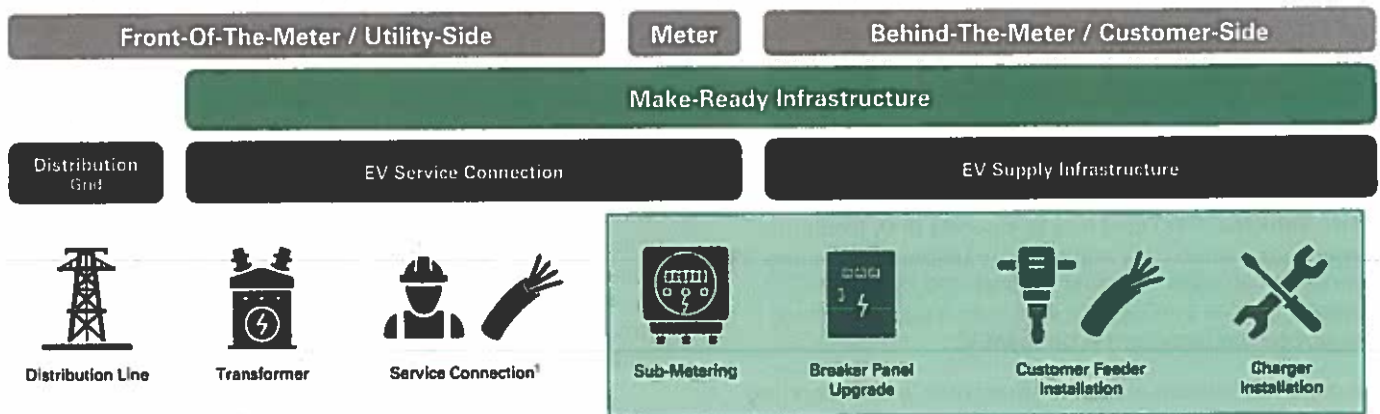 Front-Of-The-Meter / Utility-Side
Meter
Behind-The-Meter / Customer-Side
Make-Ready Infrastructure
Distribution
Grid
EV Service Connection
EV Supply Infrastructure
Distribution Line
Transformer
Service Connection¹
Sub-Metering
Breaker Panel
Upgrade
Customer Feeder
Installation
Charger
Installation